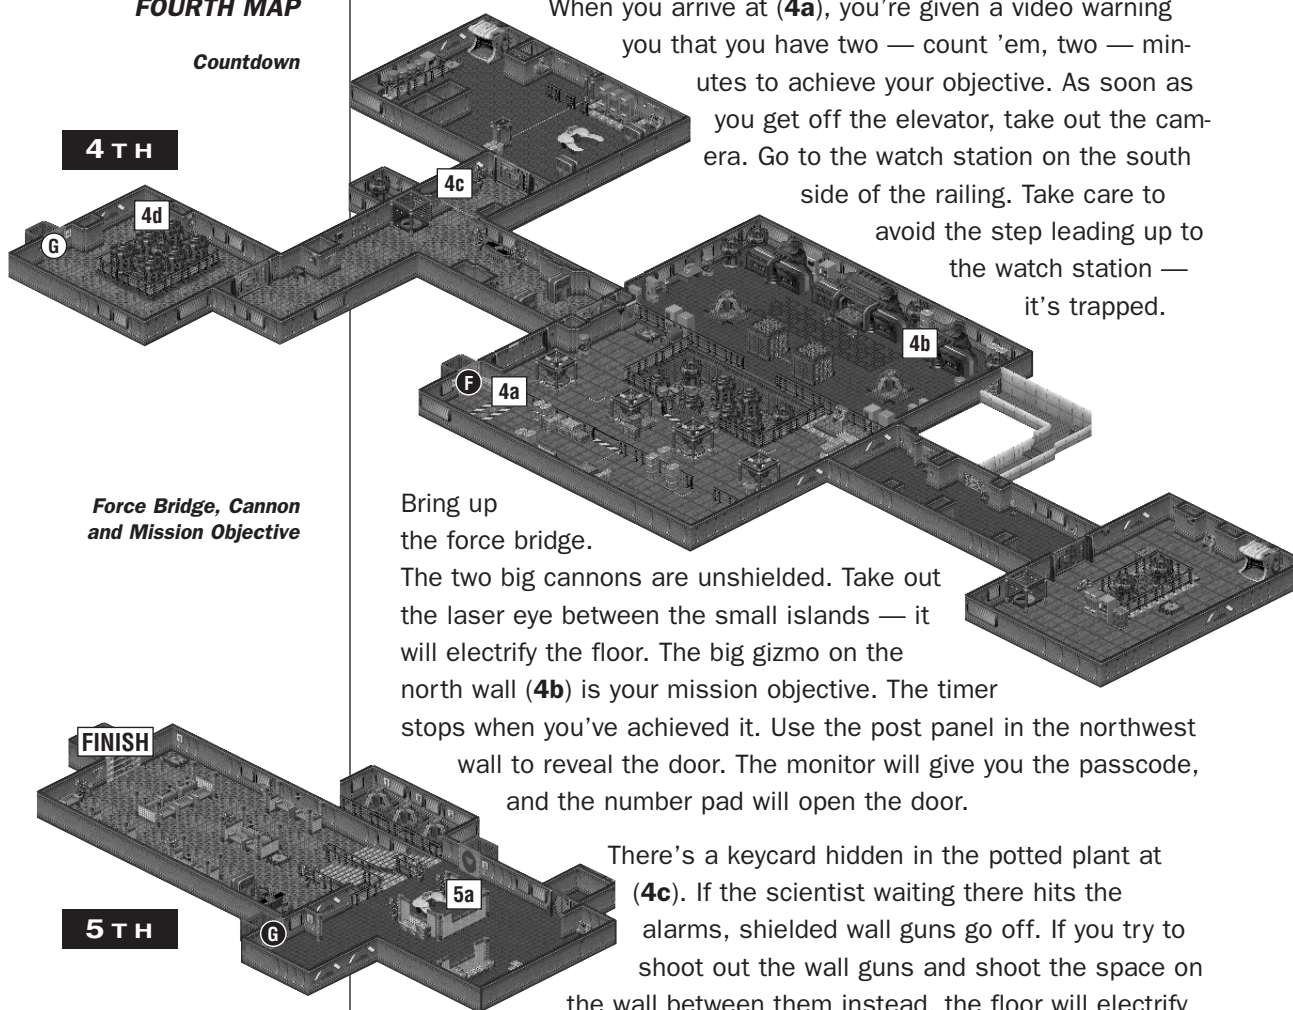 FOURTH MAP
Countdown
4TH
When you arrive at (4a), you’re given a video warning
you that you have two — count ’em, two — min-
utes to achieve your objective. As soon as
you get off the elevator, take out the cam-
era. Go to the watch station on the south
side of the railing. Take care to
avoid the step leading up to
the watch station —
it’s trapped.
4c
4d
G
4b
F
4a
Force Bridge, Cannon
and Mission Objective
Bring up
the force bridge.
The two big cannons are unshielded. Take out
the laser eye between the small islands — it
will electrify the floor. The big gizmo on the
north wall (4b) is your mission objective. The timer
stops when you’ve achieved it. Use the post panel in the northwest
wall to reveal the door. The monitor will give you the passcode,
and the number pad will open the door.
FINISH
5a
G
5TH
There’s a keycard hidden in the potted plant at
(4c). If the scientist waiting there hits the
alarms, shielded wall guns go off. If you try to
shoot out the wall guns and shoot the space on
the wall between them instead, the floor will electrify